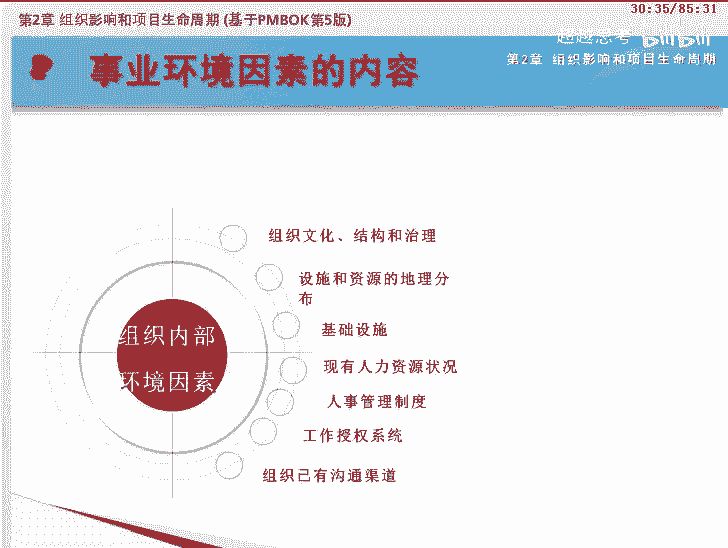 第2章 组织影响和项目生命周期 (基于PMBOK第5版)
30:35/85:31
超越思考
bilibili
事业环境因素的内容
第2章 组织影响和项目生命周期
组织文化、结构和治理
设施和资源的地理分
布
基础设施
组织内部
环境因素
现有人力资源状况
人事管理制度
工作授权系统
组织已有沟通渠道